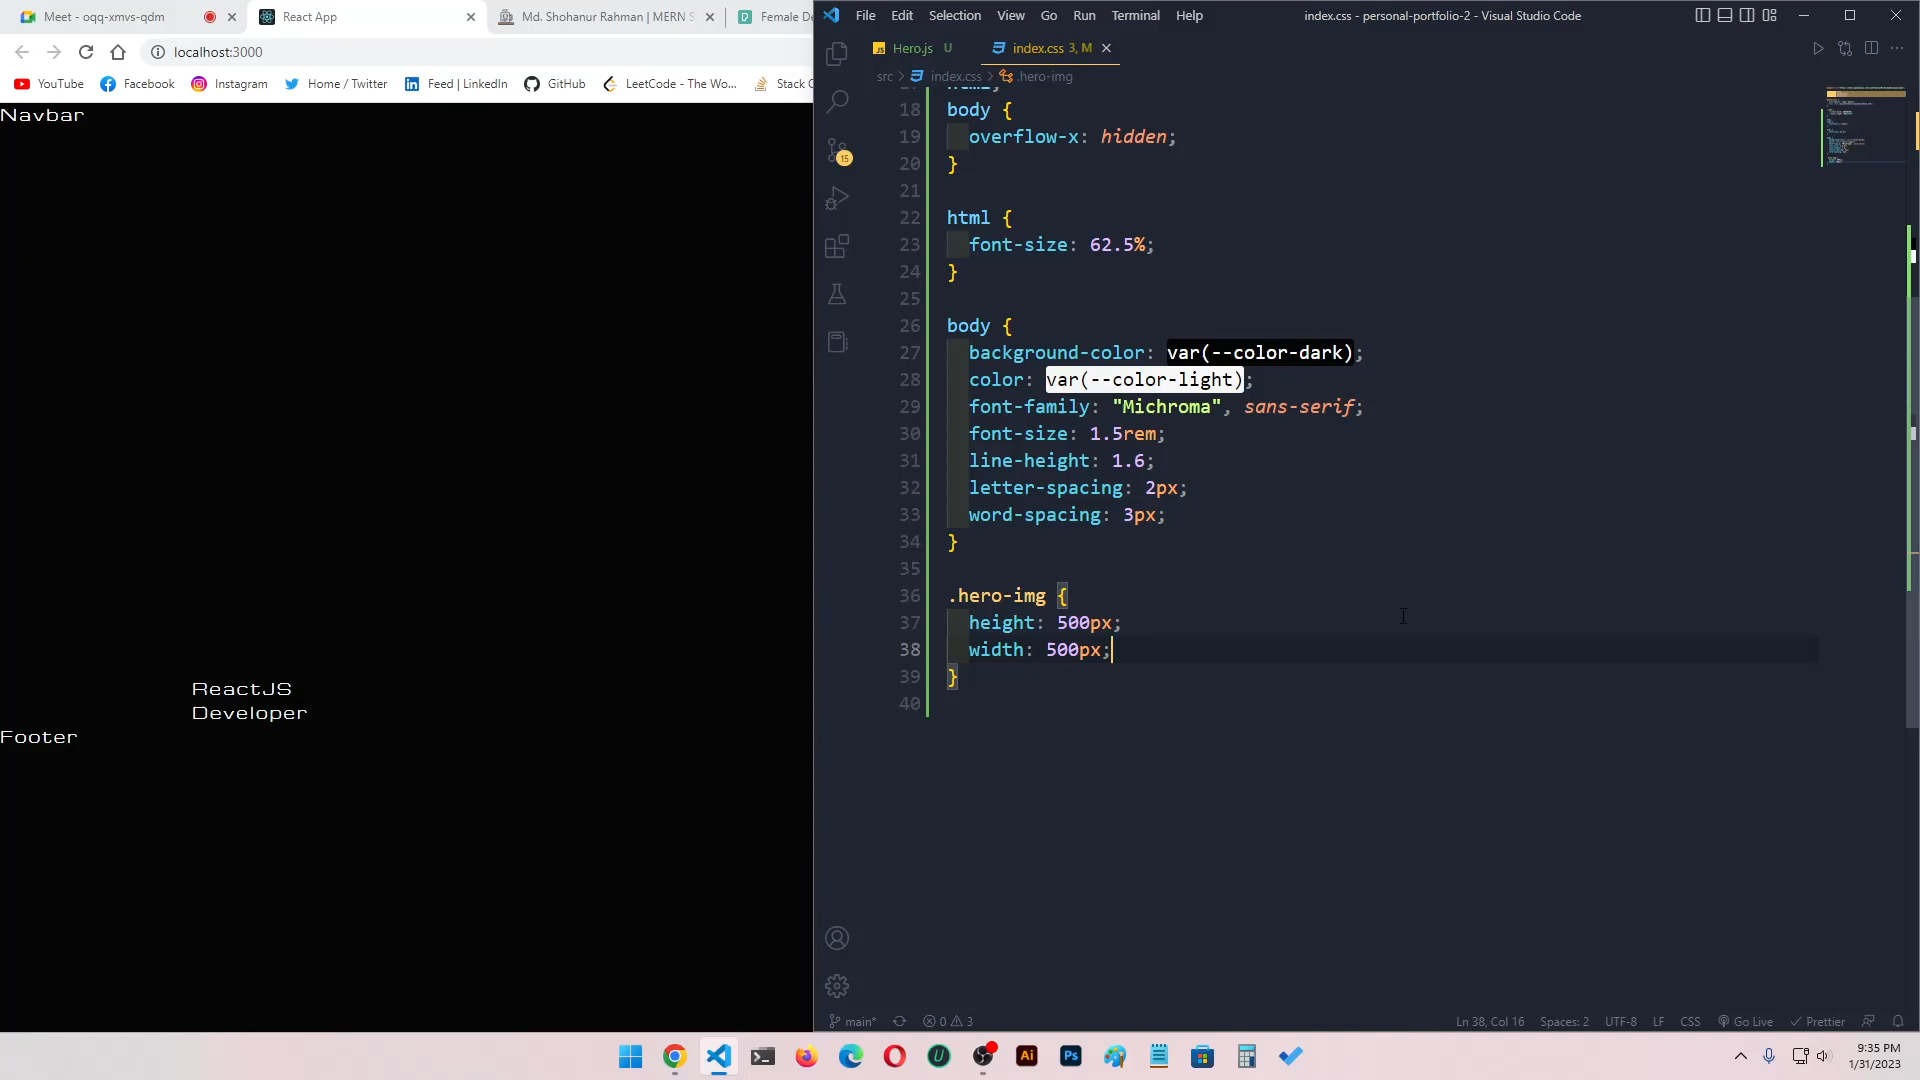 Meet - oqq-xmvs-qdm
React App
Md. Shohanur Rahman | MERN S
Female De
localhost:3000
YouTube
Facebook
Instagram
Home / Twitter
Feed | LinkedIn
GitHub
LeetCode - The Wo...
Stack O
Navbar
ReactJS
Developer
Footer
File Edit Selection View Go Run Terminal Help
index.css - personal-portfolio-2 - Visual Studio Code
JS Hero.js U
index.css 3, M
src > index.css > .hero-img
15
18 body {
19 overflow-x: hidden;
20 }
21
22 html {
23 font-size: 62.5%;
24 }
25
26 body {
27 background-color: var(--color-dark);
28 color: var(--color-light);
29 font-family: "Michroma", sans-serif;
30 font-size: 1.5rem;
31 line-height: 1.6;
32 letter-spacing: 2px;
33 word-spacing: 3px;
34 }
35
36 .hero-img {
37 height: 500px;
38 width: 500px;
39 }
40
main* 0 3
Ln 38, Col 16 Spaces: 2 UTF-8 LF CSS Go Live Prettier
U
Ai
Ps
9:35 PM
1/31/2023